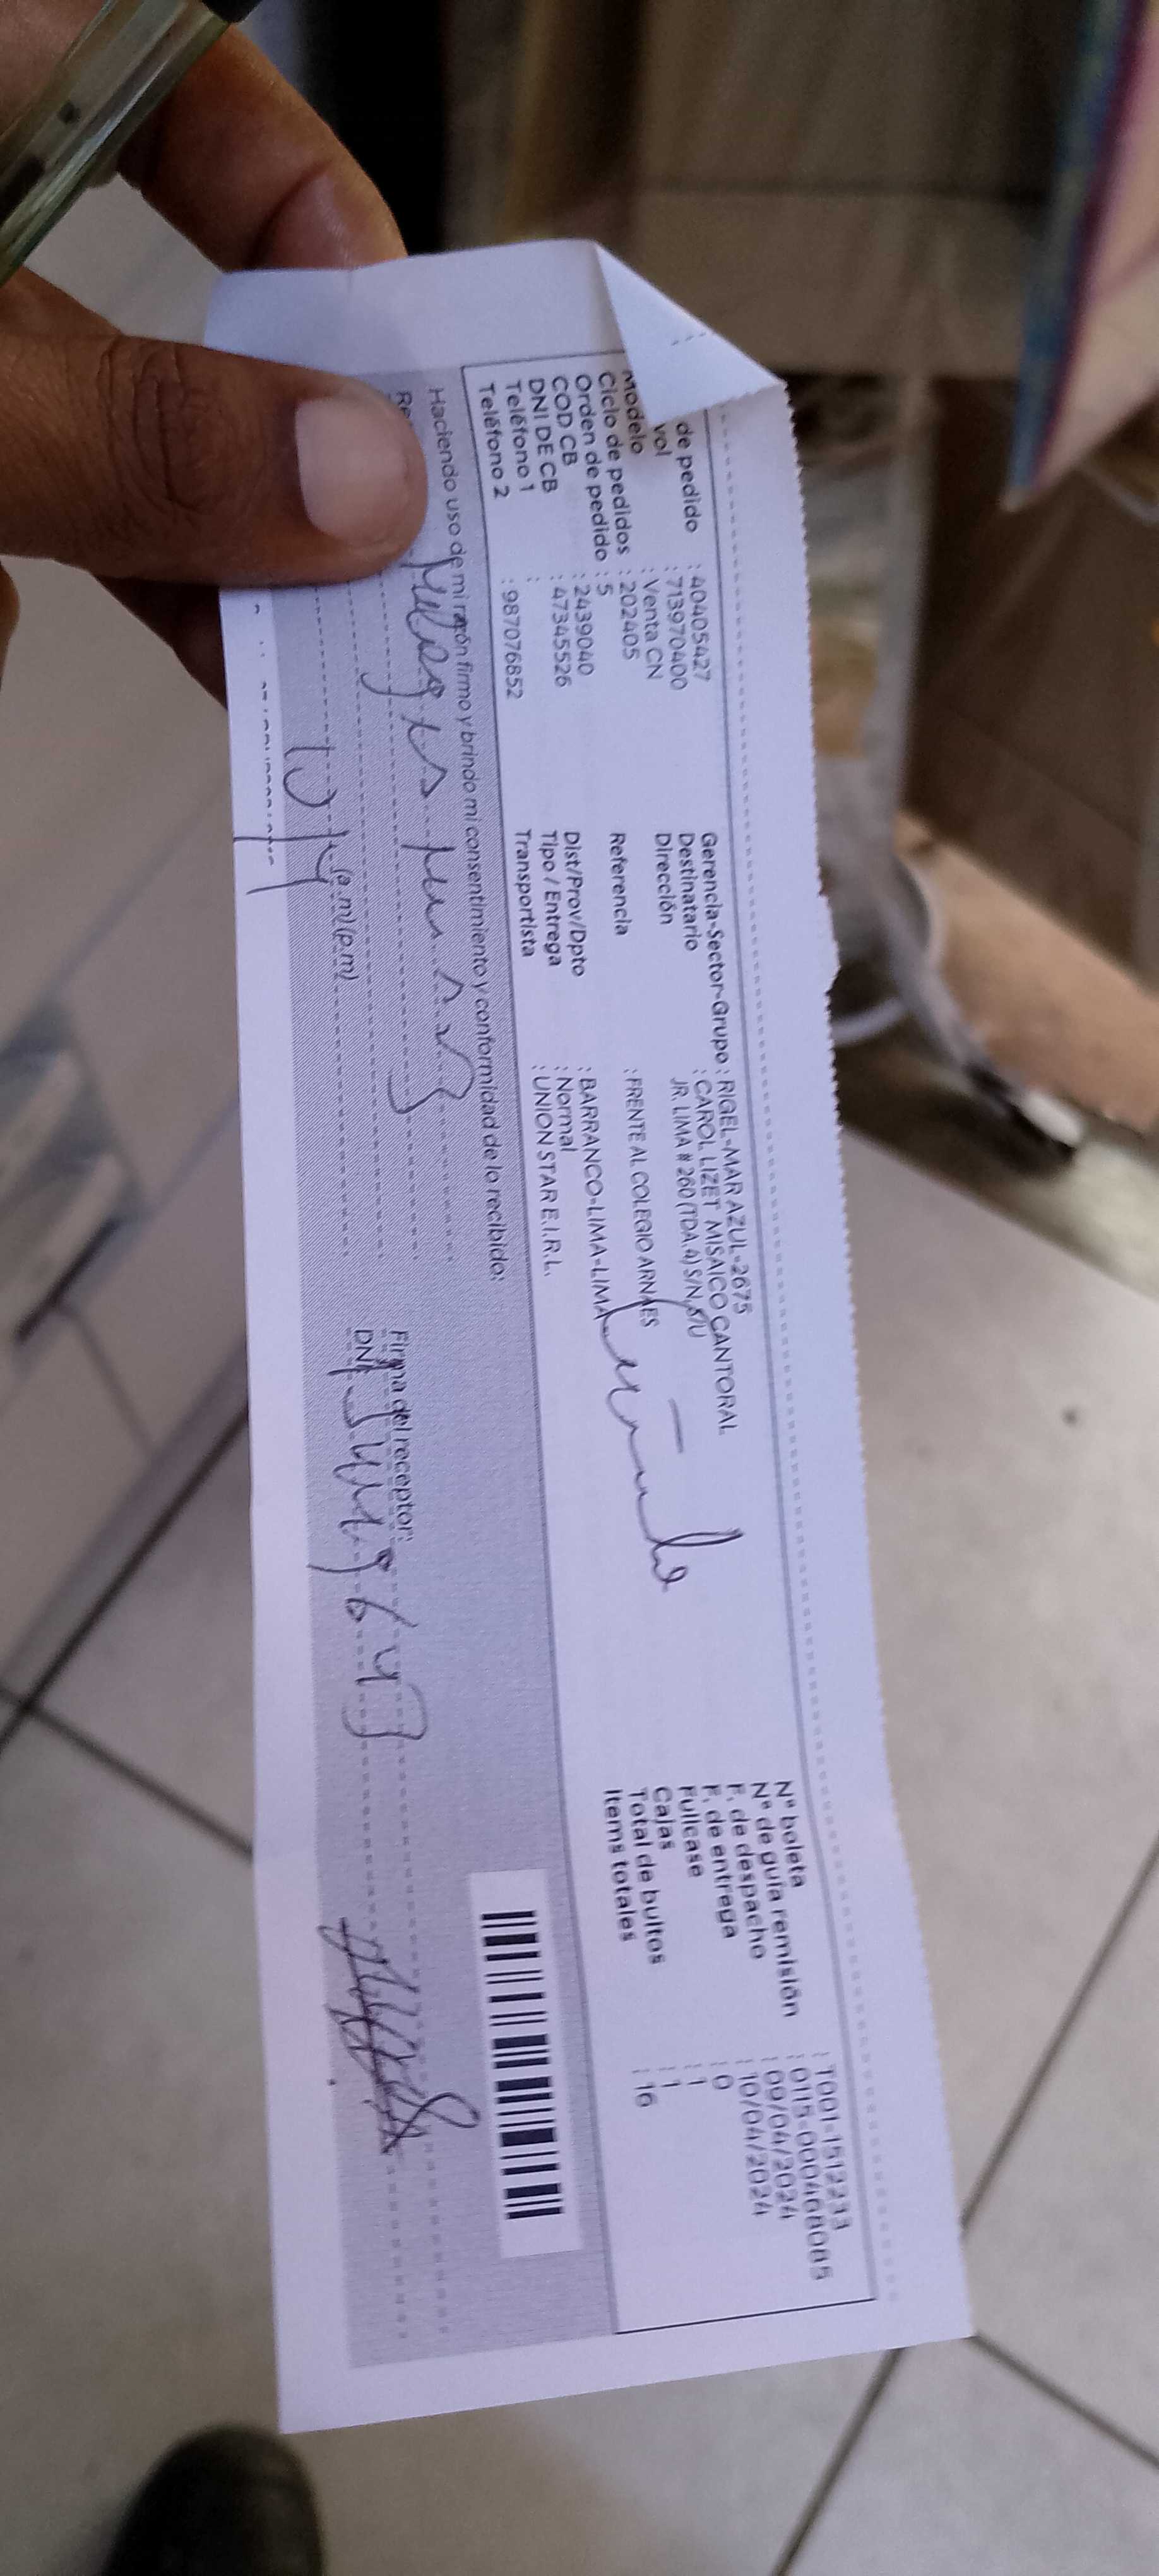 de pedido : 40405427
vol : 713970400
Modelo : Venta CN
Ciclo de pedidos : 202405
Orden de pedido : 5
COD CB : 2439040
DNI DE CB : 47345526
Teléfono 1 :
Teléfono 2 : 987076852
Gerencia-Sector-Grupo : RIGEL-MAR AZUL-2675
Destinatario : CAROL LIZET MISAICO CANTORAL
Dirección JR. LIMA # 260 (TDA 4) S/N, S/U
Referencia : FRENTE AL COLEGIO ARNAES
Dist/Prov/Dpto : BARRANCO-LIMA-LIMA
Tipo / Entrega : Normal
Transportista : UNION STAR E.I.R.L.
N° boleta : T001-1512233
N° de guía remisión : 0115-000468085
F. de despacho : 09/04/2024
F. de entrega : 10/04/2024
Fullcase : 0
Cajas : 1
Total de bultos : 1
Items totales : 16
Haciendo uso de mi razón firmo y brindo mi consentimiento y conformidad de lo recibido:
Milagros
Firma del receptor:
DNI
(a.m)(p.m)